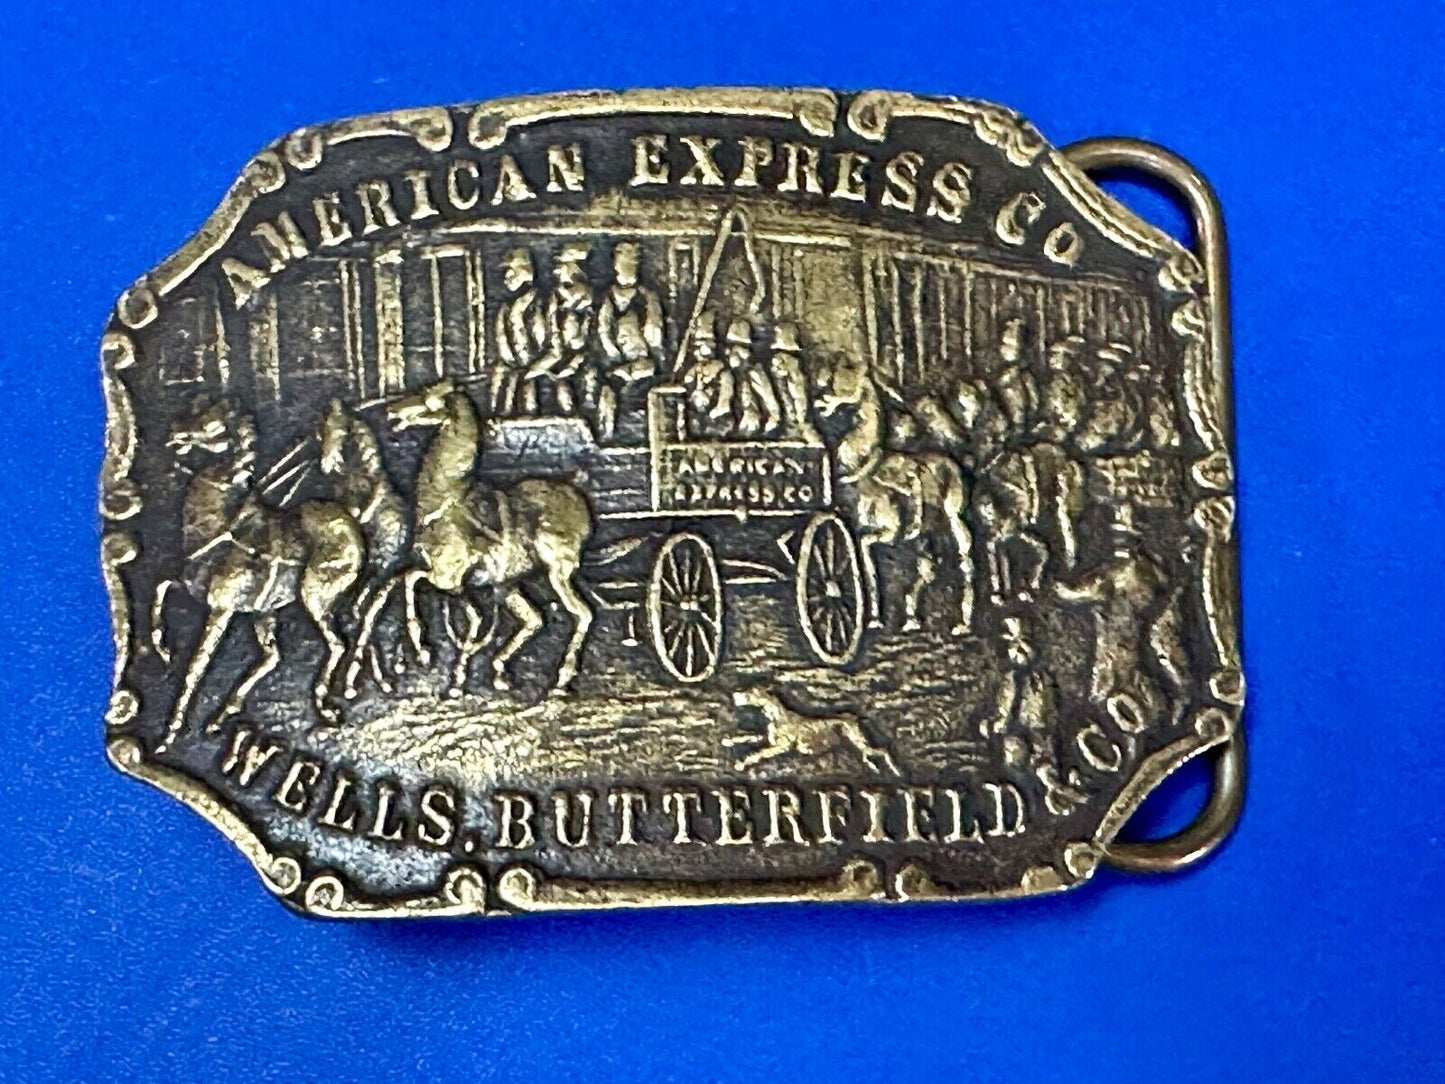 AMERICAN EXPRESS CO
AMERICAN
EXPRESS.CO
WELLS, BUTTERFIELD & CO.